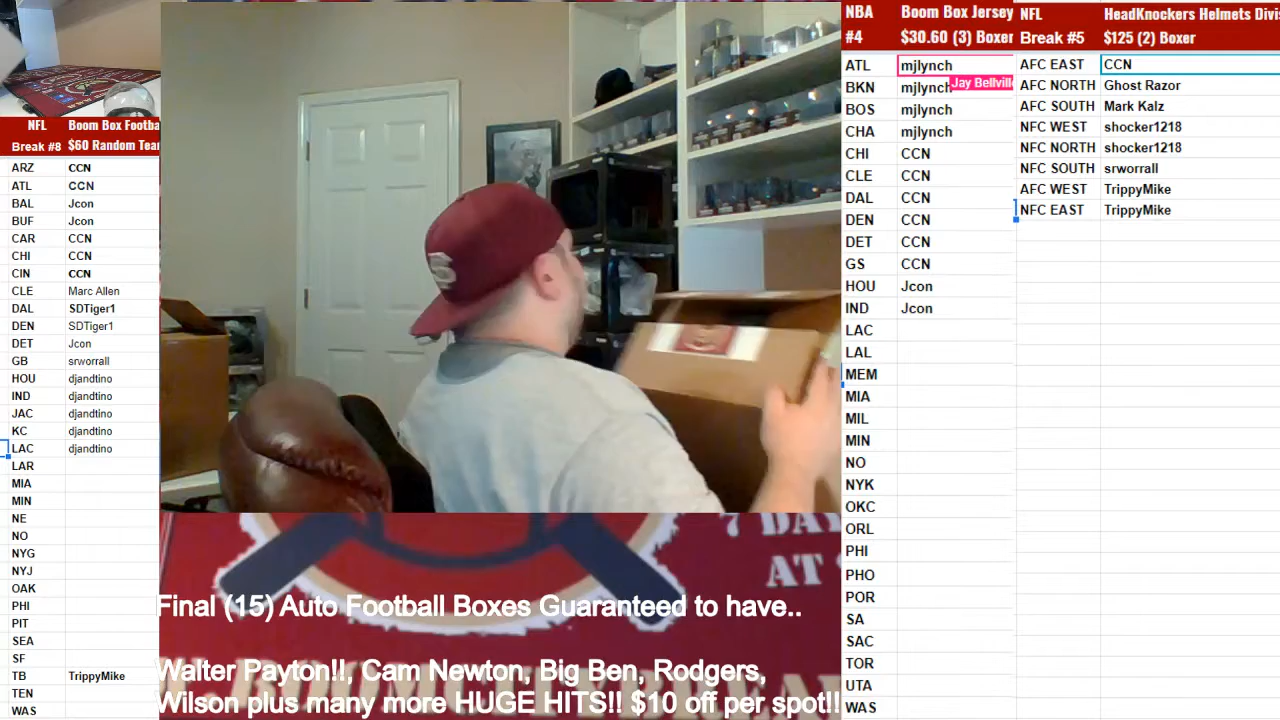 NFL Boom Box Footba
Break #8 $60 Random Tear
ARZ CCN
ATL CCN
BAL Jcon
BUF Jcon
CAR CCN
CHI CCN
CIN CCN
CLE Marc Allen
DAL SDTiger1
DEN SDTiger1
DET Jcon
GB srworrall
HOU djandtino
IND djandtino
JAC djandtino
KC djandtino
LAC djandtino
LAR
MIA
MIN
NE
NO
NYG
NYJ
OAK
PHI
PIT
SEA
SF
TB TrippyMike
TEN
WAS
S
7 DAY
AT
Final (15) Auto Football Boxes Guaranteed to have..
Walter Payton!!, Cam Newton, Big Ben, Rodgers,
Wilson plus many more HUGE HITS!! $10 off per spot!!
NBA Boom Box Jersey
#4 $30.60 (3) Boxer
ATL mjlynch
Jay Bellville
BKN mjlynch
BOS mjlynch
CHA mjlynch
CHI CCN
CLE CCN
DAL CCN
DEN CCN
DET CCN
GS CCN
HOU Jcon
IND Jcon
LAC
LAL
MEM
MIA
MIL
MIN
NO
NYK
OKC
ORL
PHI
PHO
POR
SA
SAC
TOR
UTA
WAS
NFL HeadKnockers Helmets Divis
Break #5 $125 (2) Boxer
AFC EAST CCN
AFC NORTH Ghost Razor
AFC SOUTH Mark Kalz
NFC WEST shocker1218
NFC NORTH shocker1218
NFC SOUTH srworrall
AFC WEST TrippyMike
NFC EAST TrippyMike